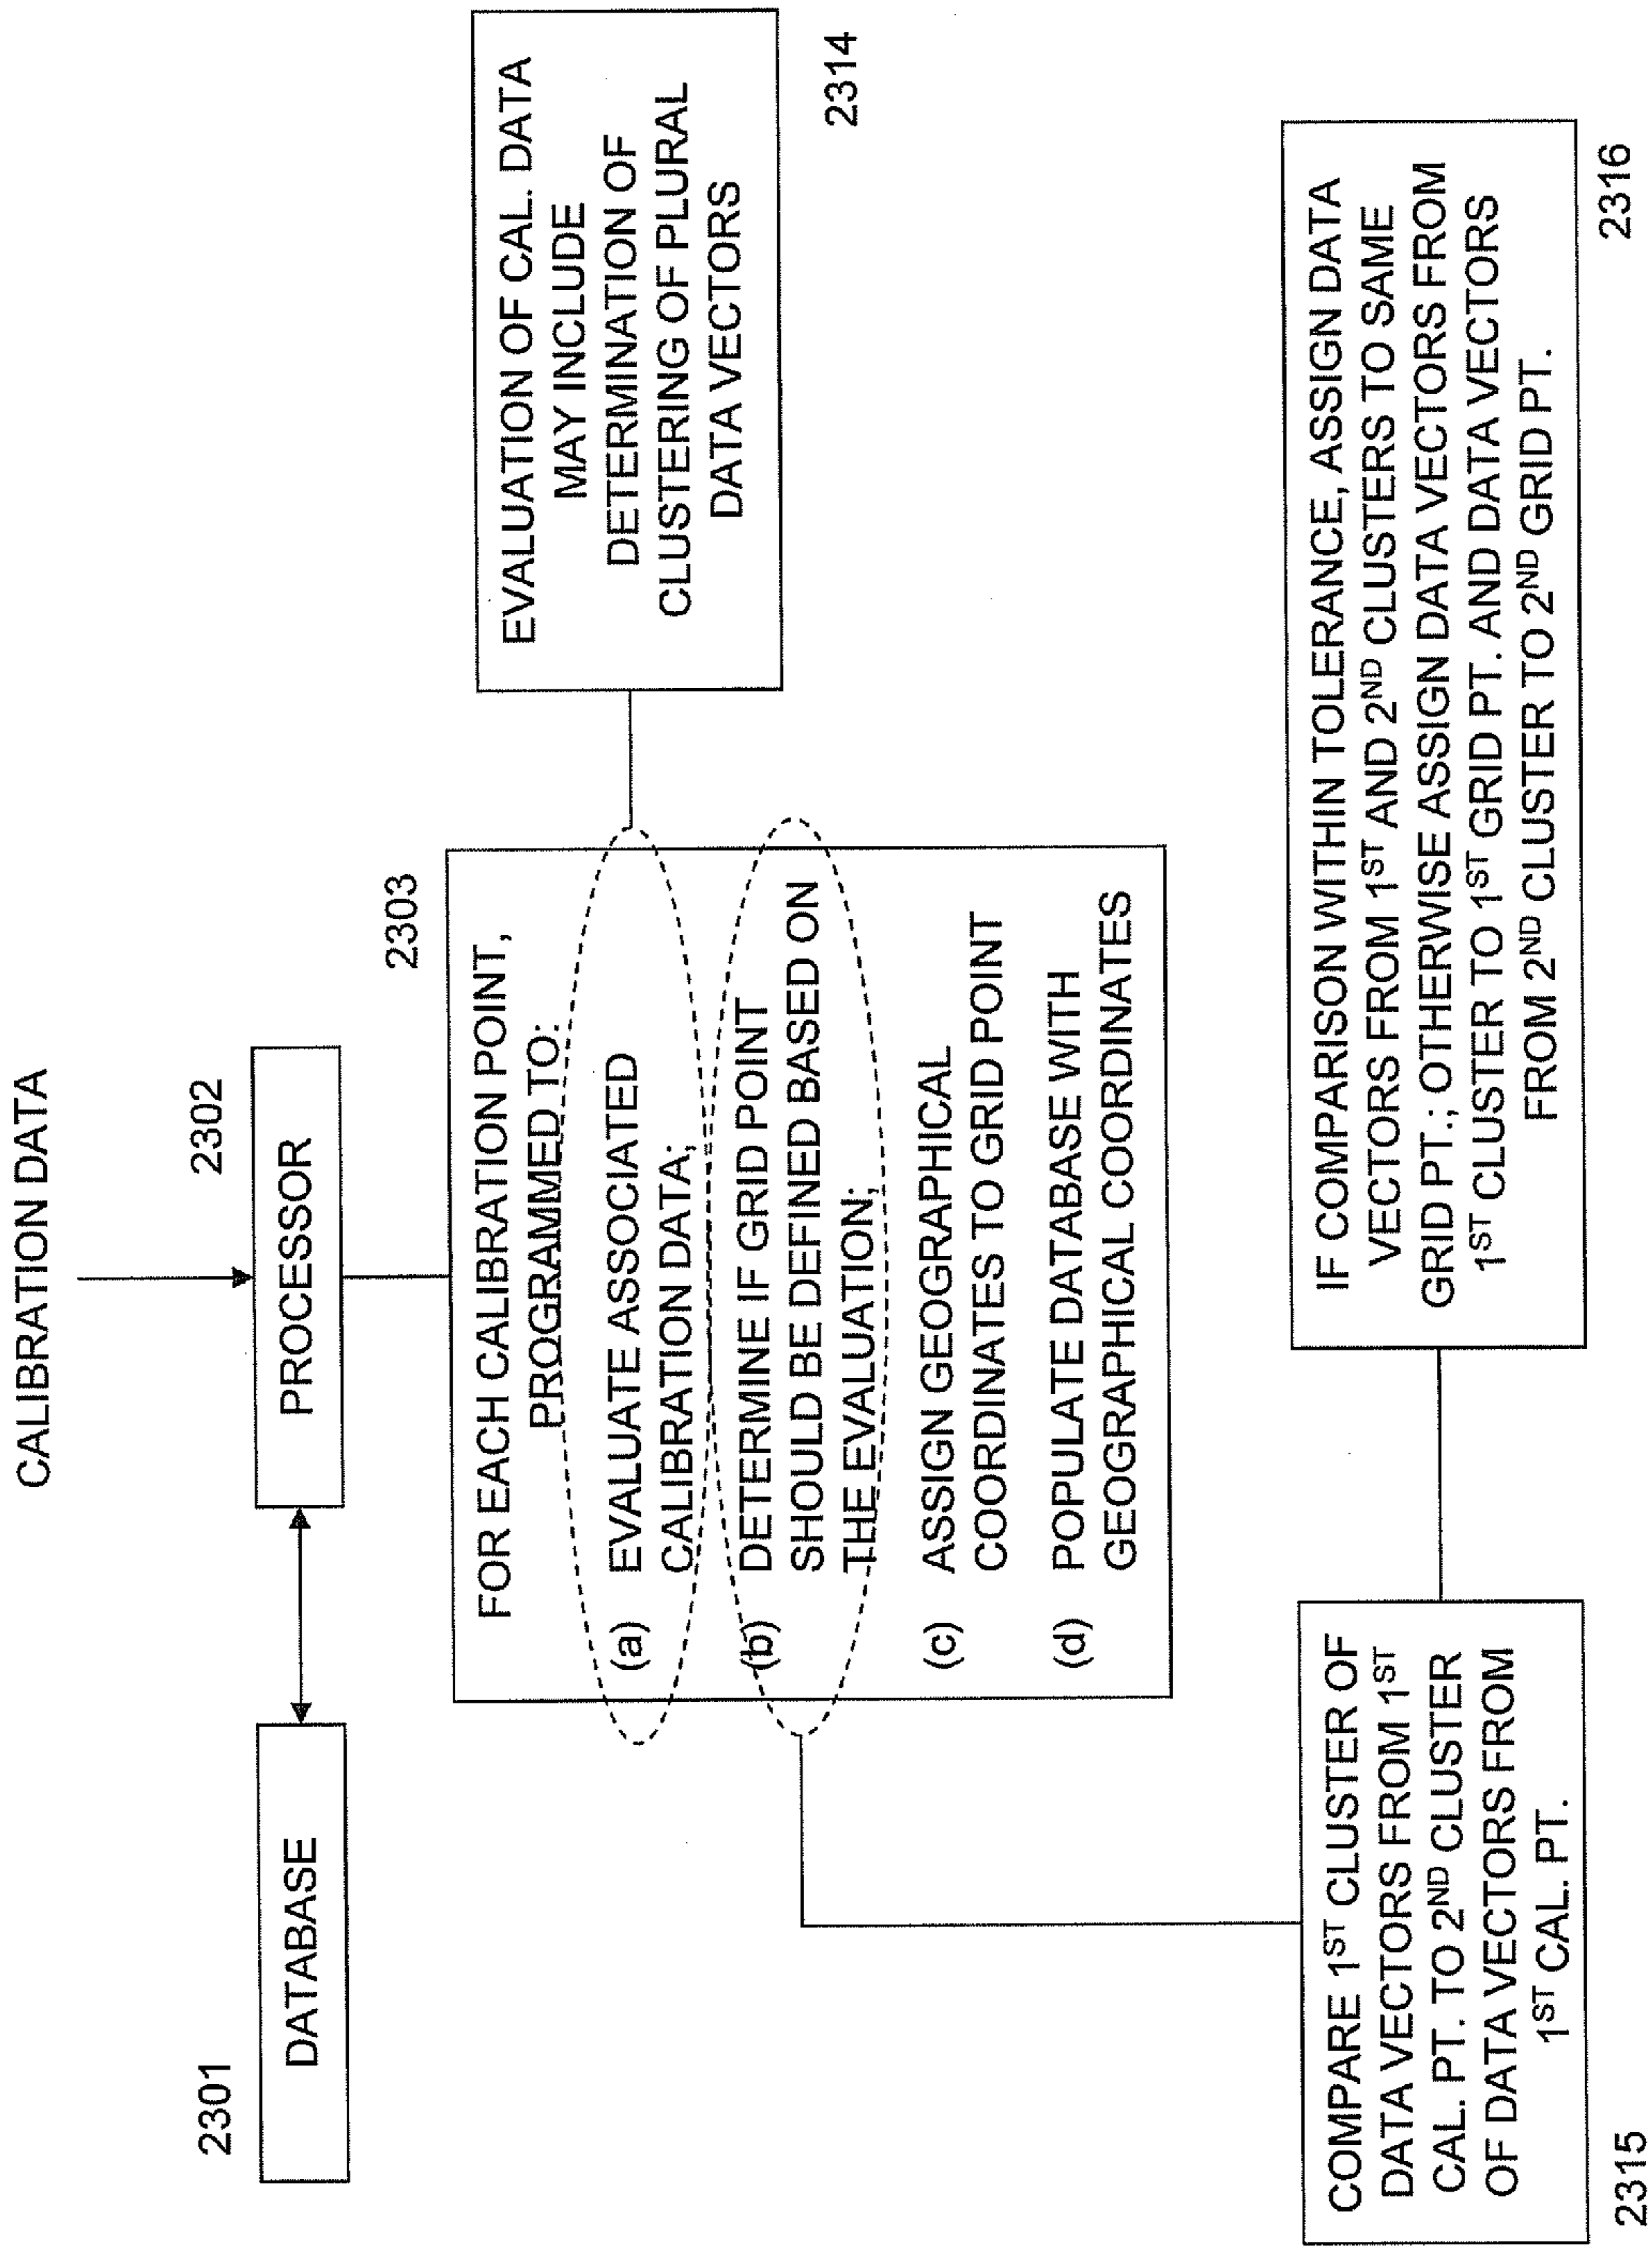 CALIBRATION DATA
2301
DATABASE
2302
PROCESSOR
2303
FOR EACH CALIBRATION POINT,
PROGRAMMED TO:
(a) EVALUATE ASSOCIATED
CALIBRATION DATA;
(b) DETERMINE IF GRID POINT
SHOULD BE DEFINED BASED ON
THE EVALUATION;
(c) ASSIGN GEOGRAPHICAL
COORDINATES TO GRID POINT
(d) POPULATE DATABASE WITH
GEOGRAPHICAL COORDINATES
EVALUATION OF CAL. DATA
MAY INCLUDE
DETERMINATION OF
CLUSTERING OF PLURAL
DATA VECTORS
2314
COMPARE 1ST CLUSTER OF
DATA VECTORS FROM 1ST
CAL. PT. TO 2ND CLUSTER
OF DATA VECTORS FROM
1ST CAL. PT.
2315
IF COMPARISON WITHIN TOLERANCE, ASSIGN DATA
VECTORS FROM 1ST AND 2ND CLUSTERS TO SAME
GRID PT.; OTHERWISE ASSIGN DATA VECTORS FROM
1ST CLUSTER TO 1ST GRID PT. AND DATA VECTORS
FROM 2ND CLUSTER TO 2ND GRID PT.
2316